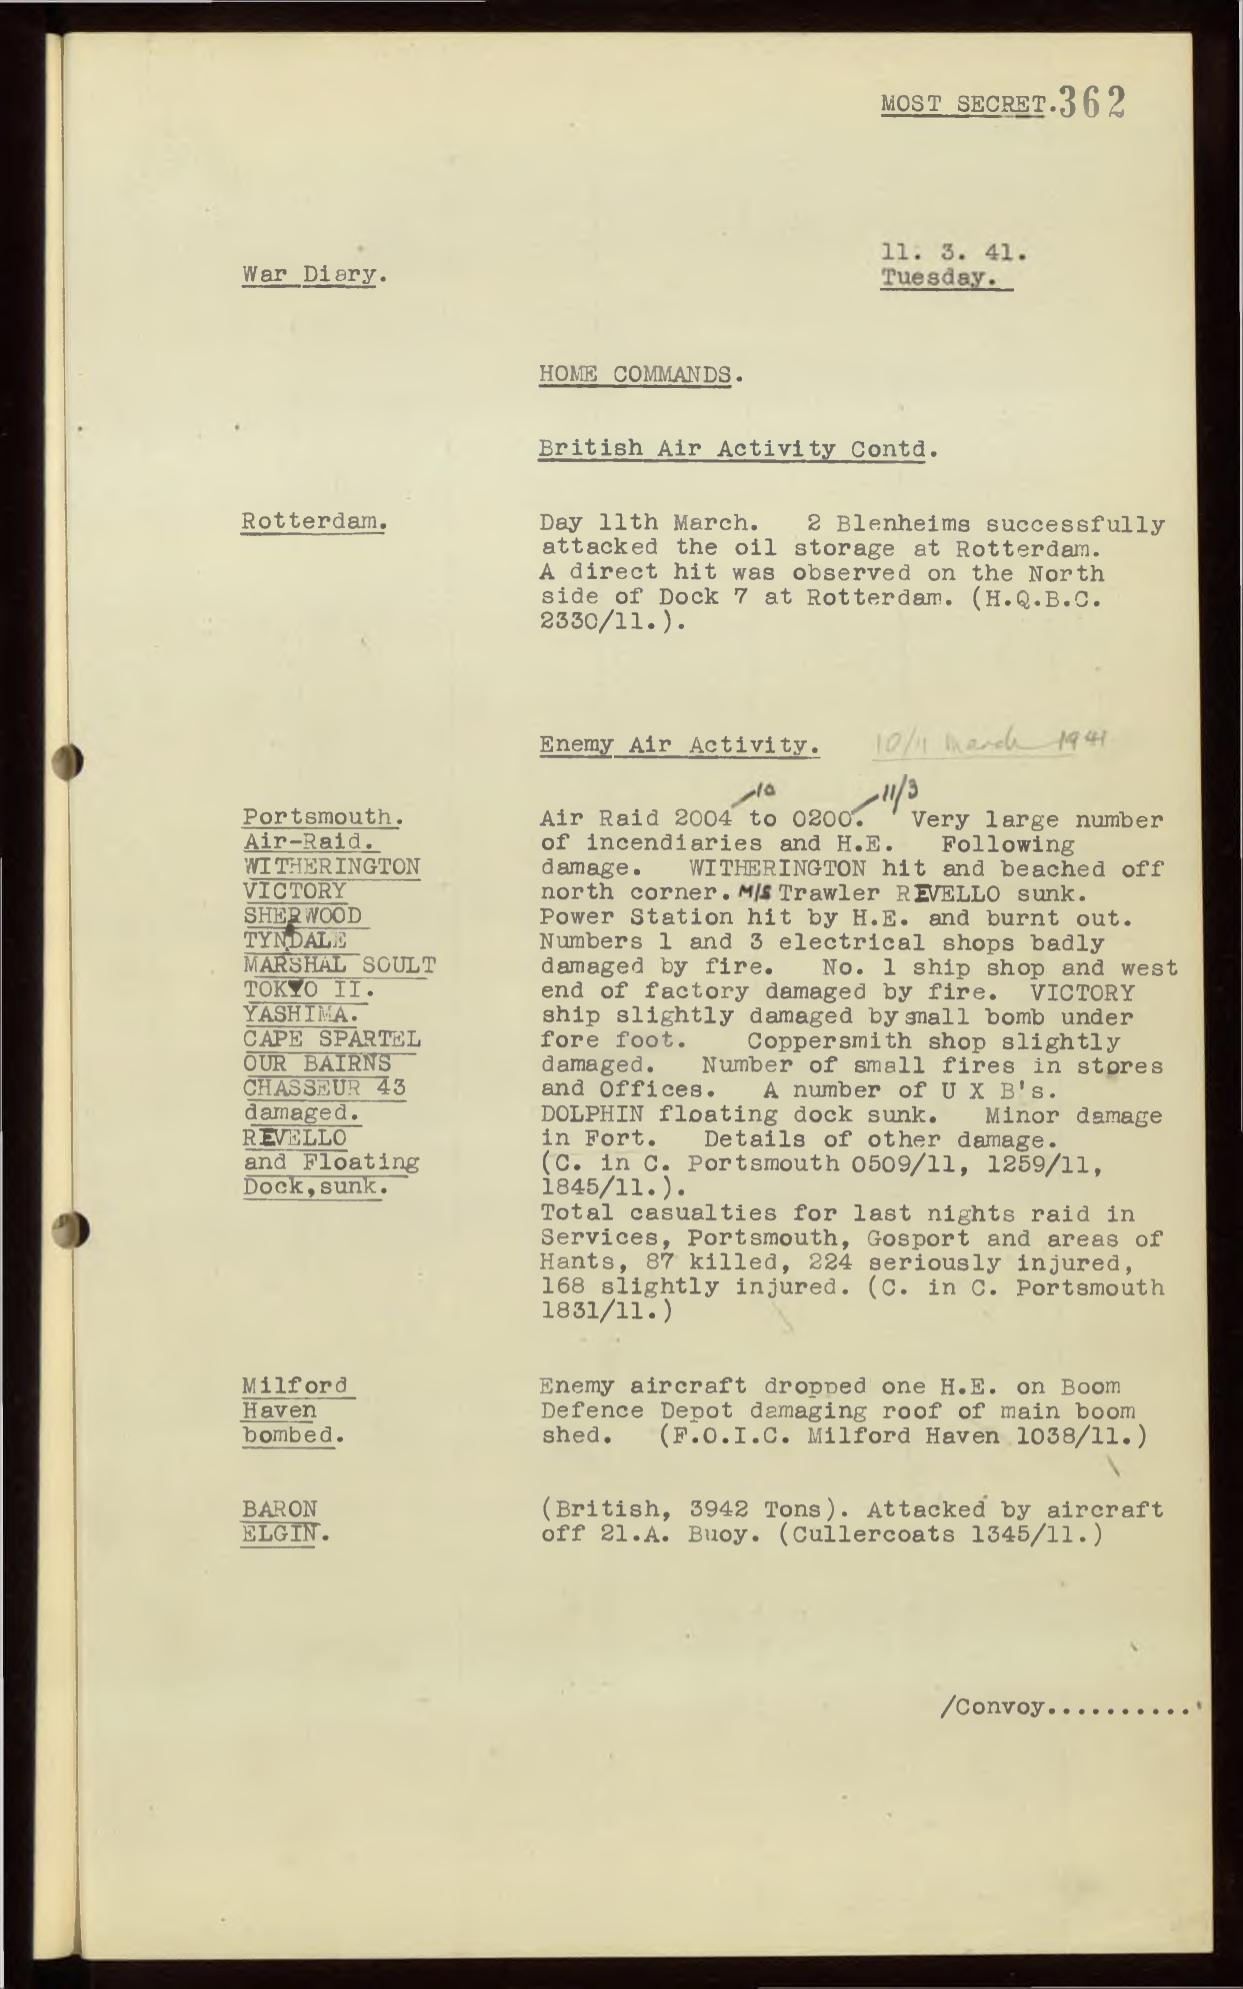 MOST SECRET.362
11. 3. 41.
War Diary.
Tuesday.
HOME COMMANDS.
British Air Activity Contd.
Rotterdam.
Day 11th March. 2 Blenheims successfully
attacked the oil storage at Rotterdam.
A direct hit was observed on the North
side of Dock 7 at Rotterdam. (H.Q.B.C.
2330/11.).
Enemy Air Activity. 10/11 March 1941
10 11/3
Portsmouth.
Air-Raid.
WITHERINGTON
VICTORY
SHERWOOD
TYNDALE
MARSHAL SOULT
TOKYO II.
YASHIMA.
CAPE SPARTEL
OUR BAIRNS
CHASSEUR 43
damaged.
REVELLO
and Floating
Dock,sunk.
Air Raid 2004 to 0200. Very large number
of incendiaries and H.E. Following
damage. WITHERINGTON hit and beached off
north corner. M/S Trawler REVELLO sunk.
Power Station hit by H.E. and burnt out.
Numbers 1 and 3 electrical shops badly
damaged by fire. No. 1 ship shop and west
end of factory damaged by fire. VICTORY
ship slightly damaged by small bomb under
fore foot. Coppersmith shop slightly
damaged. Number of small fires in stores
and Offices. A number of U X B's.
DOLPHIN floating dock sunk. Minor damage
in Fort. Details of other damage.
(C. in C. Portsmouth 0509/11, 1259/11,
1845/11.).
Total casualties for last nights raid in
Services, Portsmouth, Gosport and areas of
Hants, 87 killed, 224 seriously injured,
168 slightly injured. (C. in C. Portsmouth
1831/11.)
Milford
Haven
bombed.
Enemy aircraft dropped one H.E. on Boom
Defence Depot damaging roof of main boom
shed. (F.O.I.C. Milford Haven 1038/11.)
BARON
ELGIN.
(British, 3942 Tons). Attacked by aircraft
off 21.A. Buoy. (Cullercoats 1345/11.)
/Convoy..........